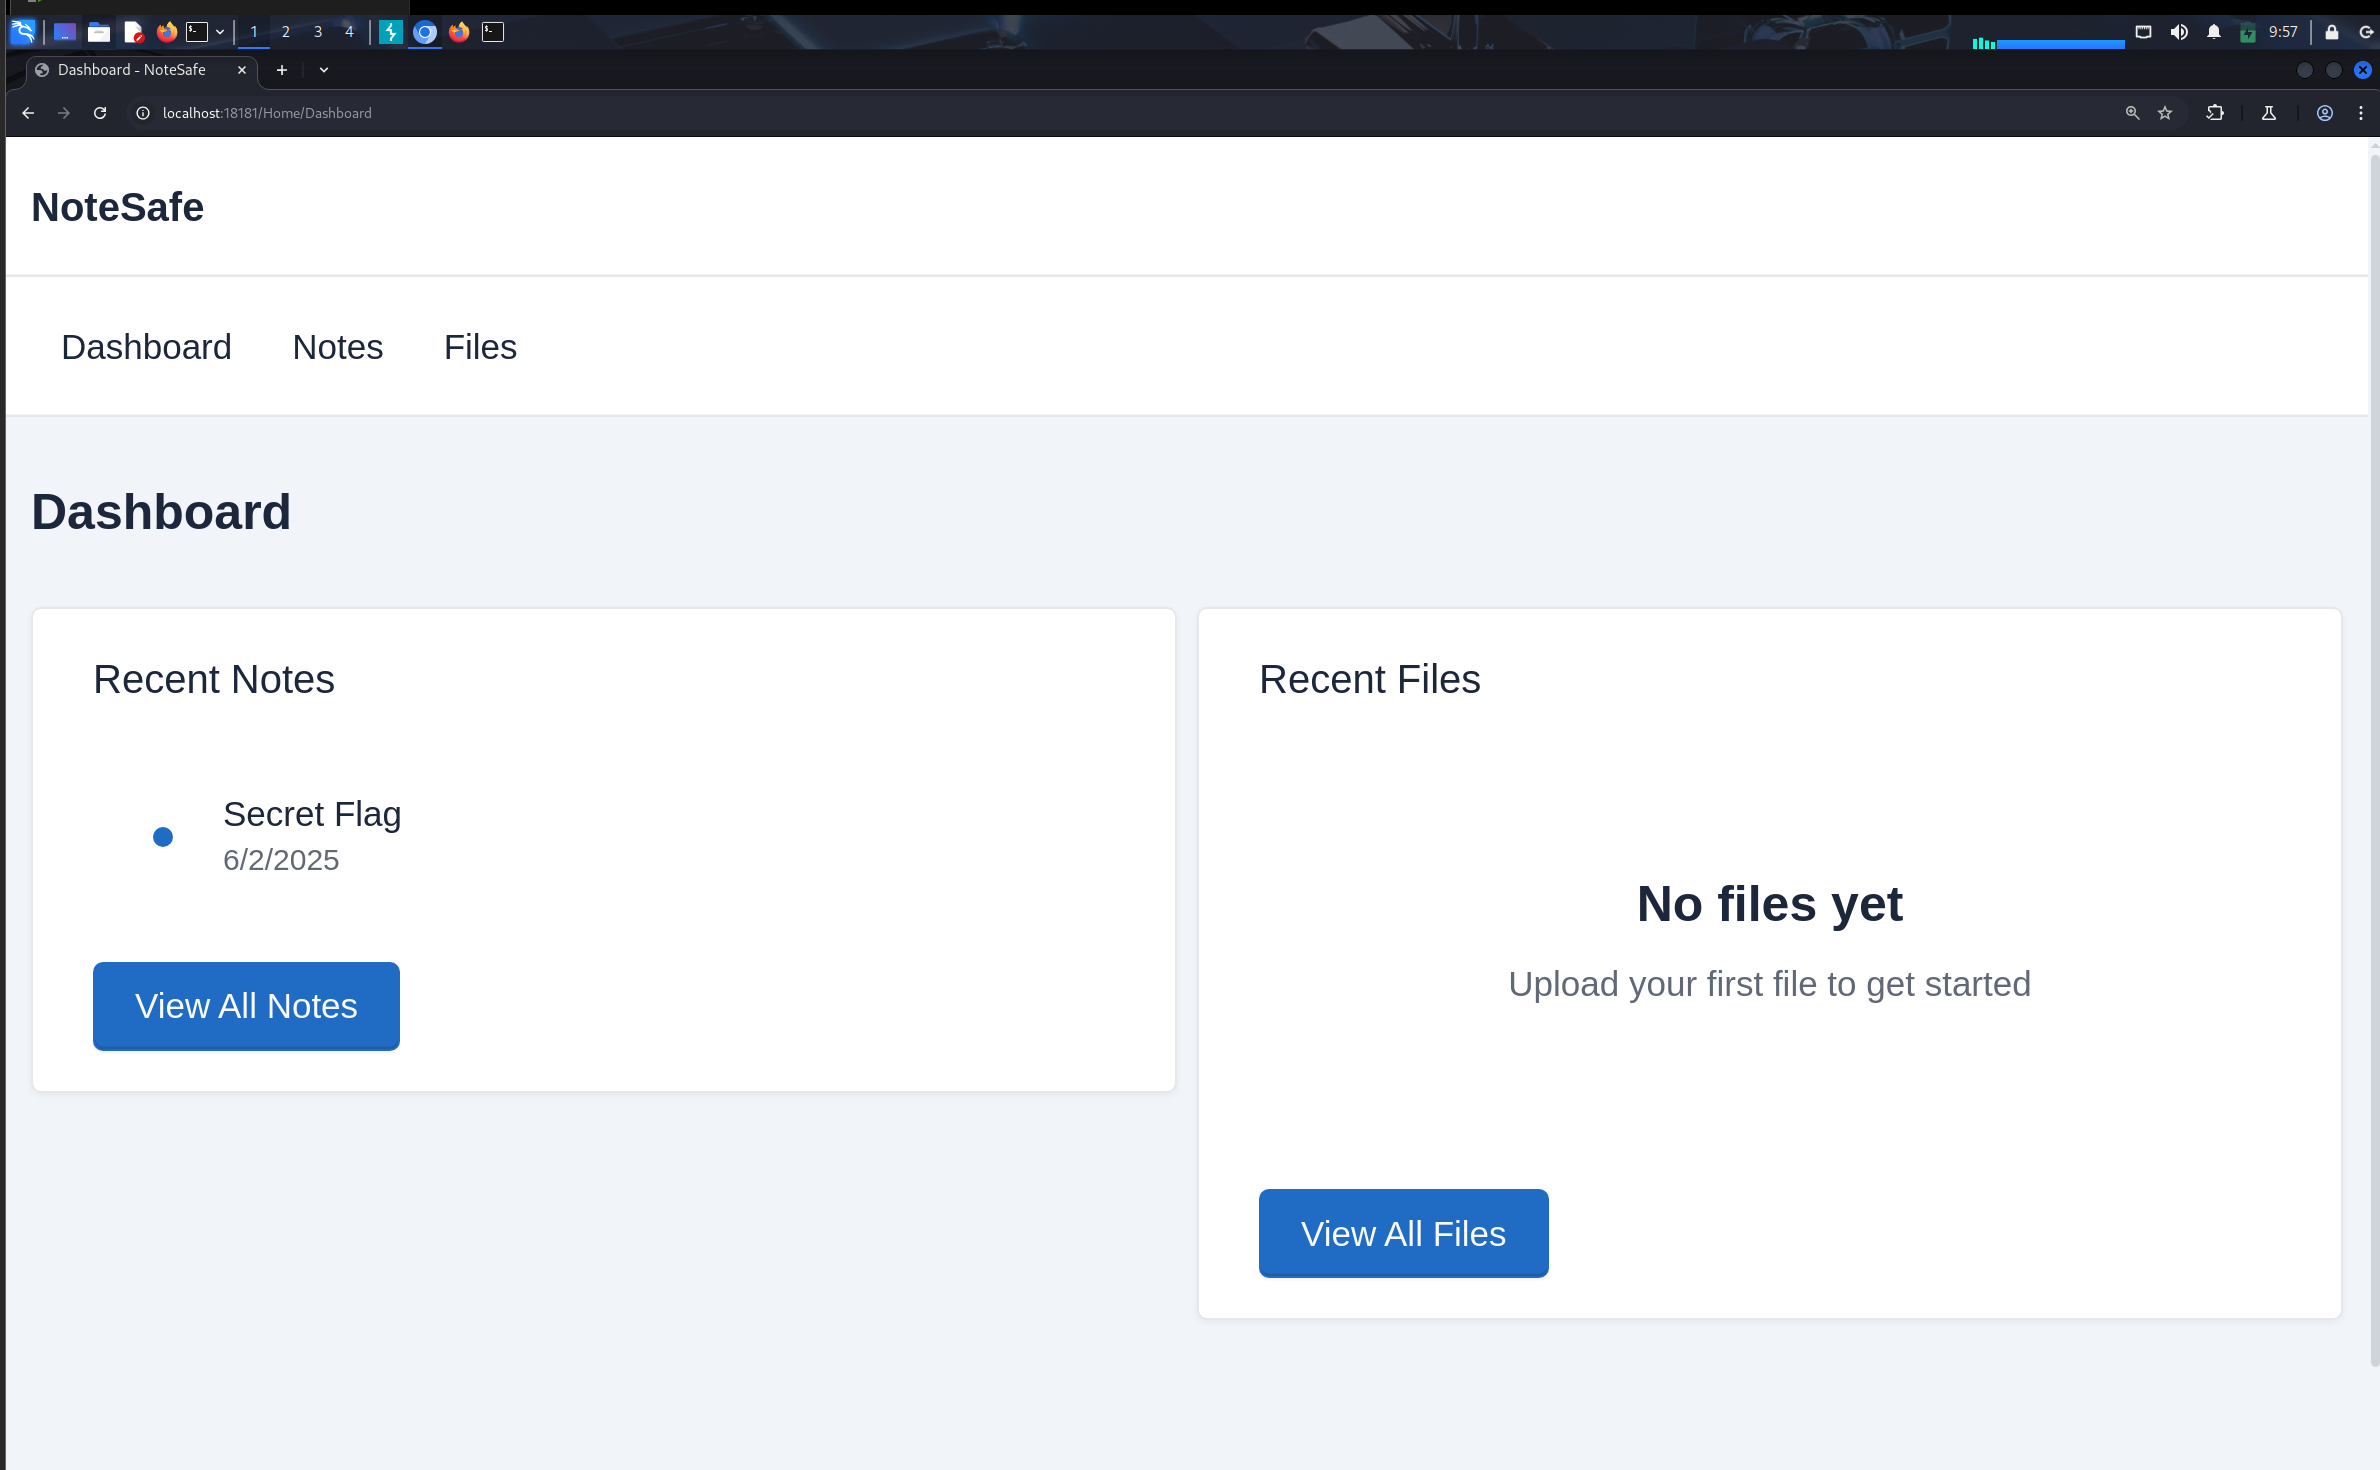 1 2 3 4
9:57
Dashboard - NoteSafe
localhost:18181/Home/Dashboard
NoteSafe
Dashboard Notes Files
Dashboard
Recent Notes
Secret Flag
6/2/2025
View All Notes
Recent Files
No files yet
Upload your first file to get started
View All Files